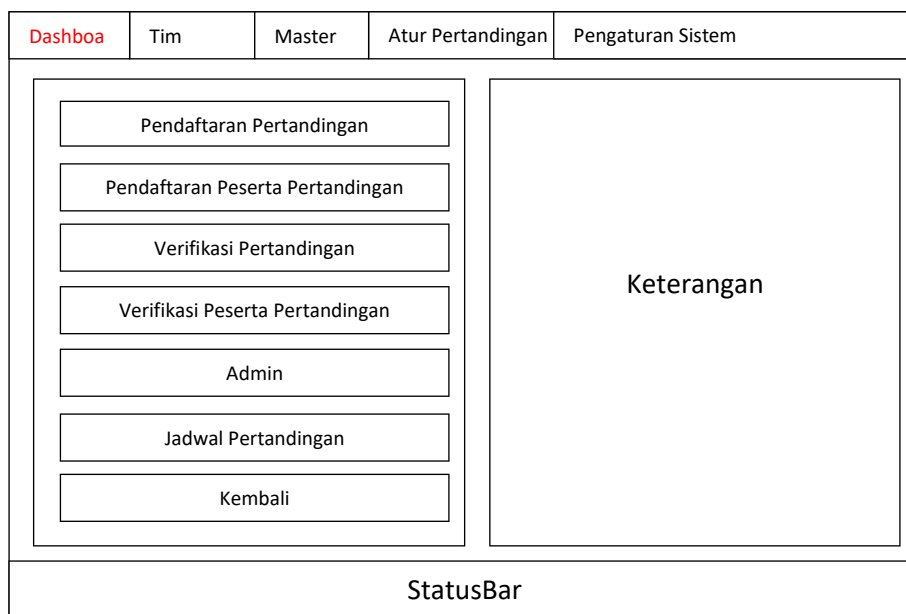 Dashboa
Tim
Master
Atur Pertandingan
Pengaturan Sistem
Pendaftaran Pertandingan
Pendaftaran Peserta Pertandingan
Verifikasi Pertandingan
Verifikasi Peserta Pertandingan
Admin
Jadwal Pertandingan
Kembali
Keterangan
StatusBar